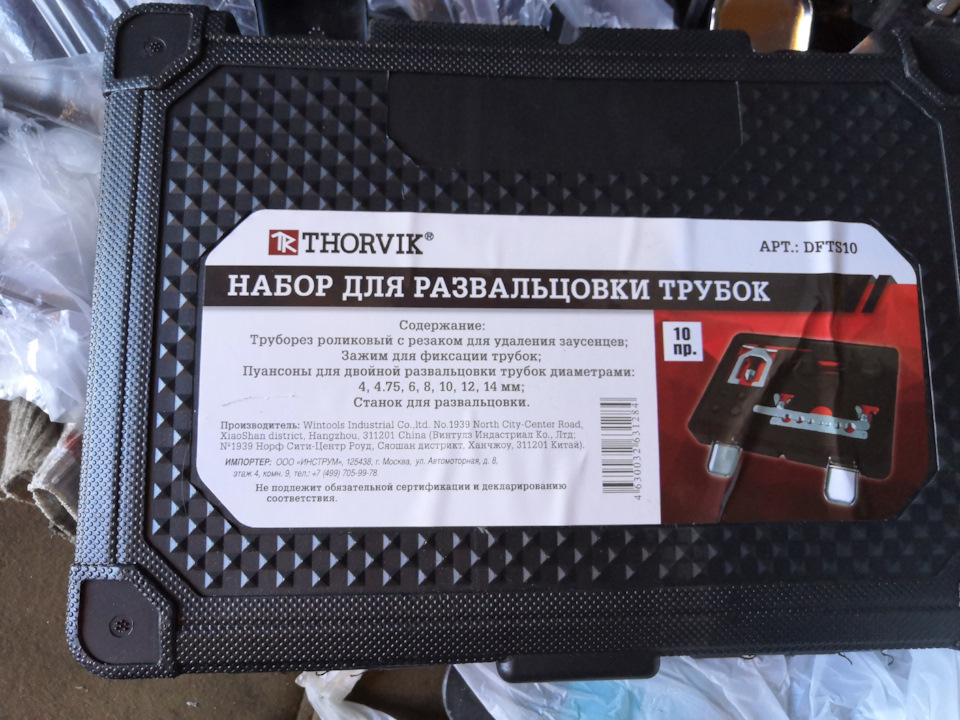 THORVIK®
АРТ.: DFTS10
НАБОР ДЛЯ РАЗВАЛЬЦОВКИ ТРУБОК
Содержание:
Труборез роликовый с резаком для удаления заусенцев;
Зажим для фиксации трубок;
Пуансоны для двойной развальцовки трубок диаметрами:
4, 4.75, 6, 8, 10, 12, 14 мм;
Станок для развальцовки.
10
пр.
Производитель: Wintools Industrial Co.,ltd. No.1939 North City-Center Road,
XiaoShan district, Hangzhou, 311201 China (Винтулз Индастриал Ко., Лтд;
№1939 Норф Сити-Центр Роуд, Сяошан дистрикт, Ханчжоу, 311201 Китай).
ИМПОРТЕР: ООО «ИНСТРУМ», 125438, г. Москва, ул. Автомоторная, д. 8,
этаж 4, комн. 9, тел.: +7 (499) 705-99-78
Не подлежит обязательной сертификации и декларированию
соответствия.
4 630032 631284